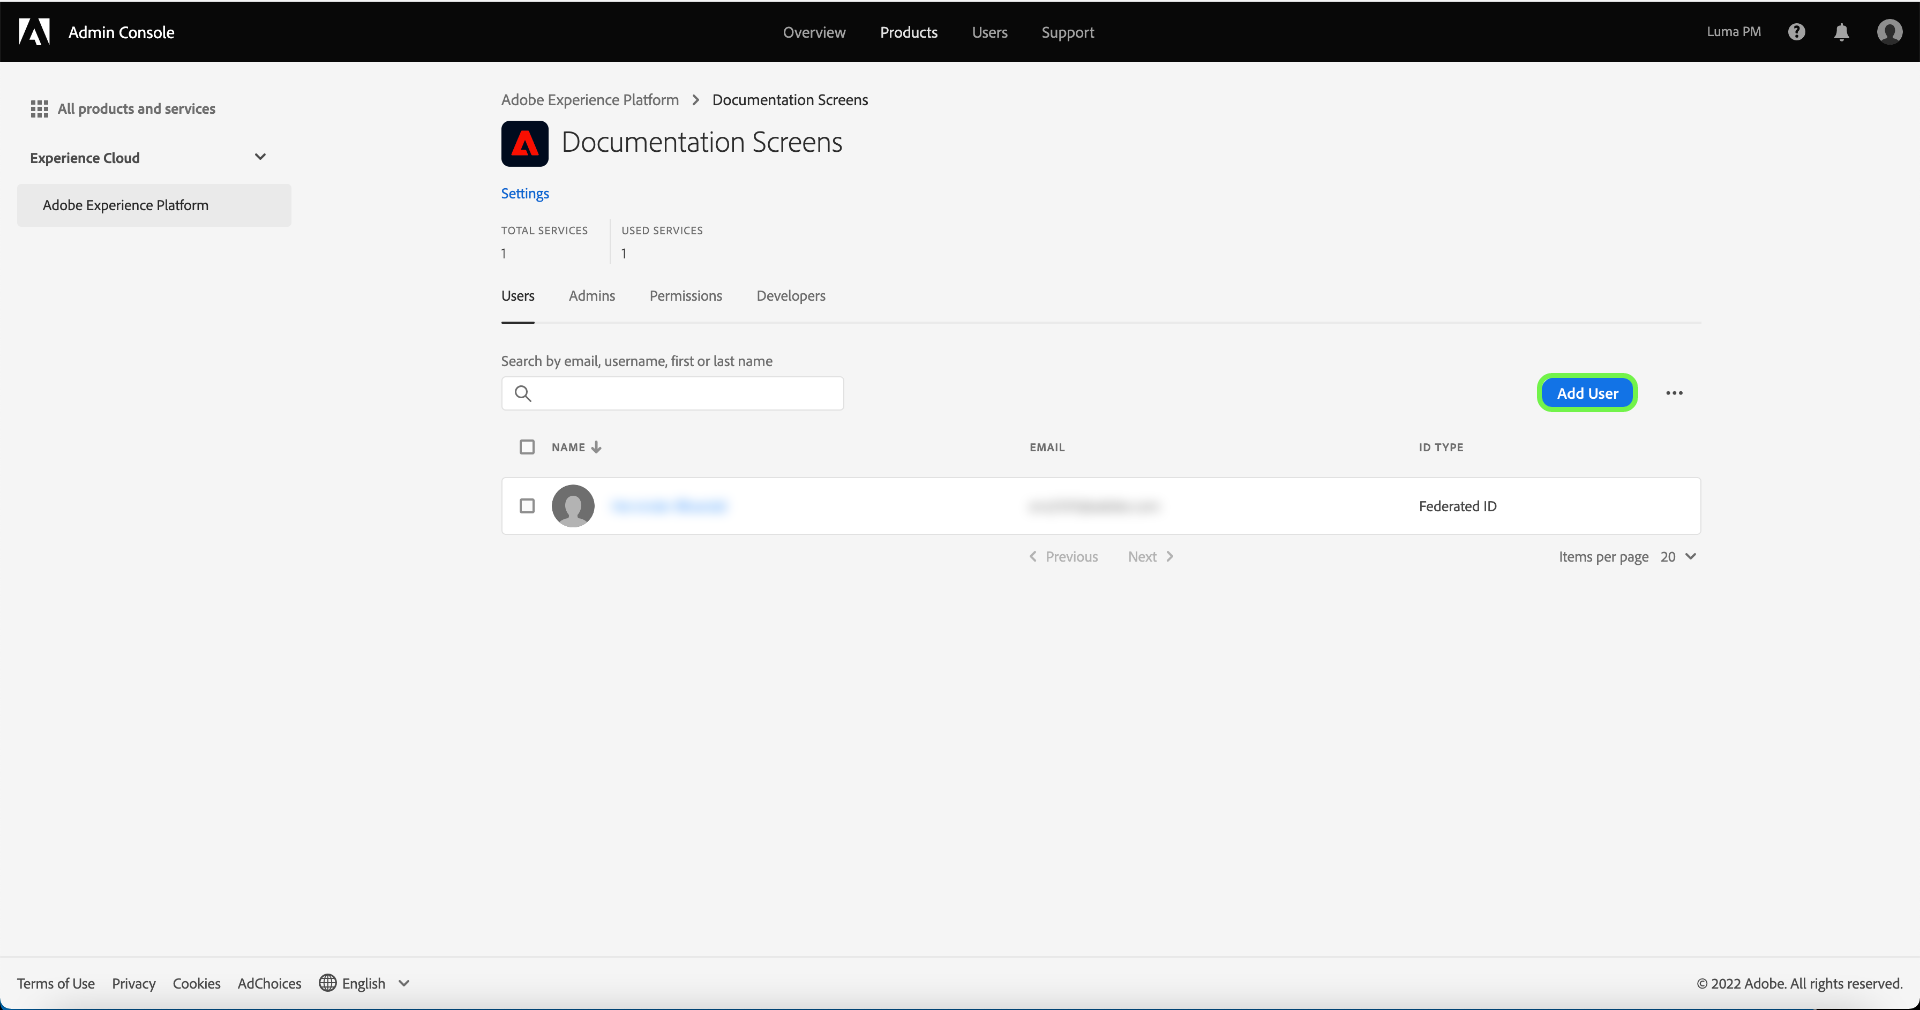 Admin Console
Overview Products Users Support
Luma PM
All products and services
Experience Cloud
Adobe Experience Platform
Adobe Experience Platform > Documentation Screens
Documentation Screens
Settings
TOTAL SERVICES USED SERVICES
1 1
Users Admins Permissions Developers
Search by email, username, first or last name
Add User
NAME EMAIL ID TYPE
Federated ID
Previous Next
Items per page 20
Terms of Use Privacy Cookies AdChoices English
© 2022 Adobe. All rights reserved.